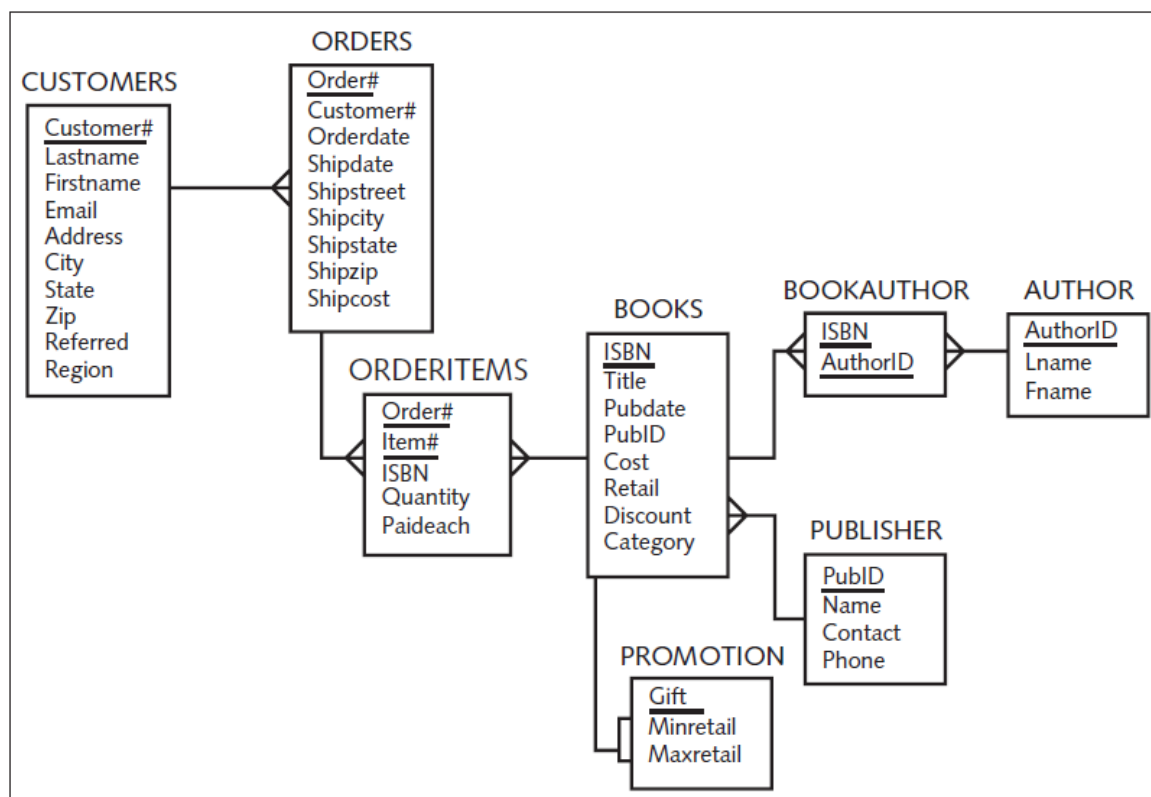 ORDERS
Order#
Customer#
Orderdate
Shipdate
Shipstreet
Shipcity
Shipstate
Shipzip
Shipcost
CUSTOMERS
Customer#
Lastname
Firstname
Email
Address
City
State
Zip
Referred
Region
ORDERITEMS
Order#
Item#
ISBN
Quantity
Paideach
BOOKS
ISBN
Title
Pubdate
PubID
Cost
Retail
Discount
Category
BOOKAUTHOR
ISBN
AuthorID
AUTHOR
AuthorID
Lname
Fname
PUBLISHER
PubID
Name
Contact
Phone
PROMOTION
Gift
Minretail
Maxretail